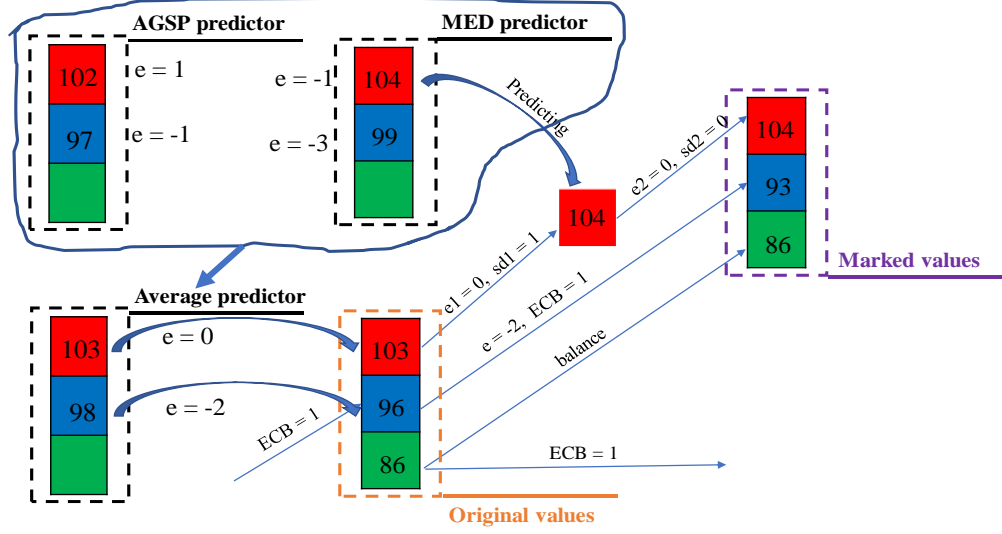 AGSP predictor
MED predictor
102
e = 1
97
e = -1
e = -1
104
e = -3
99
Predicting
104
e2 = 0, sd2 = 0
104
93
86
Marked values
Average predictor
103
e = 0
98
e = -2
ECB = 1
103
96
86
Original values
e1 = 0, sd1 = 1
e = -2, ECB = 1
balance
ECB = 1